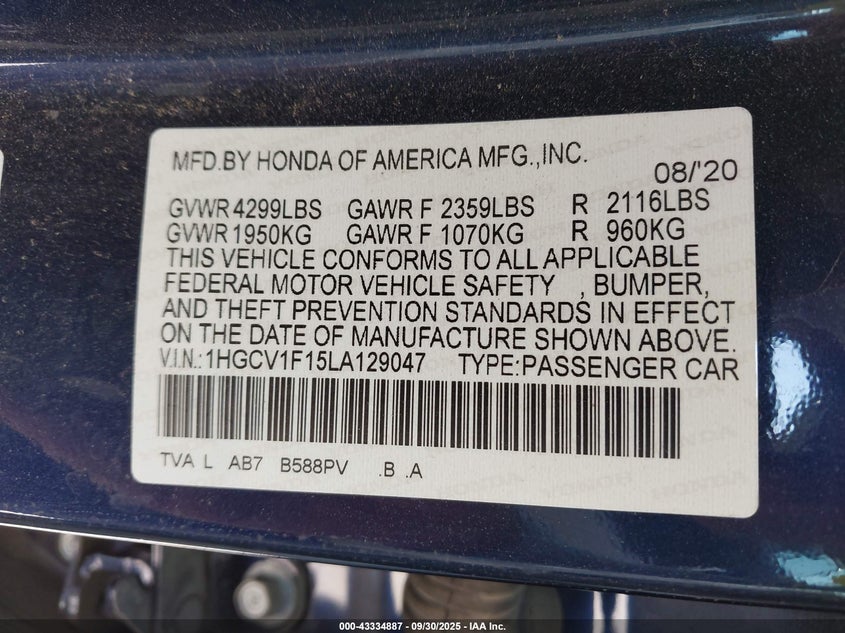 MFD.BY HONDA OF AMERICA MFG.,INC.
08/'20
GVWR 4299LBS GAWR F 2359LBS R 2116LBS
GVWR 1950KG GAWR F 1070KG R 960KG
THIS VEHICLE CONFORMS TO ALL APPLICABLE
FEDERAL MOTOR VEHICLE SAFETY , BUMPER,
AND THEFT PREVENTION STANDARDS IN EFFECT
ON THE DATE OF MANUFACTURE SHOWN ABOVE.
V.I.N.:1HGCV1F15LA129047 TYPE:PASSENGER CAR
TVA L AB7 B588PV .B .A
000-43334887 - 09/30/2025 - IAA Inc.